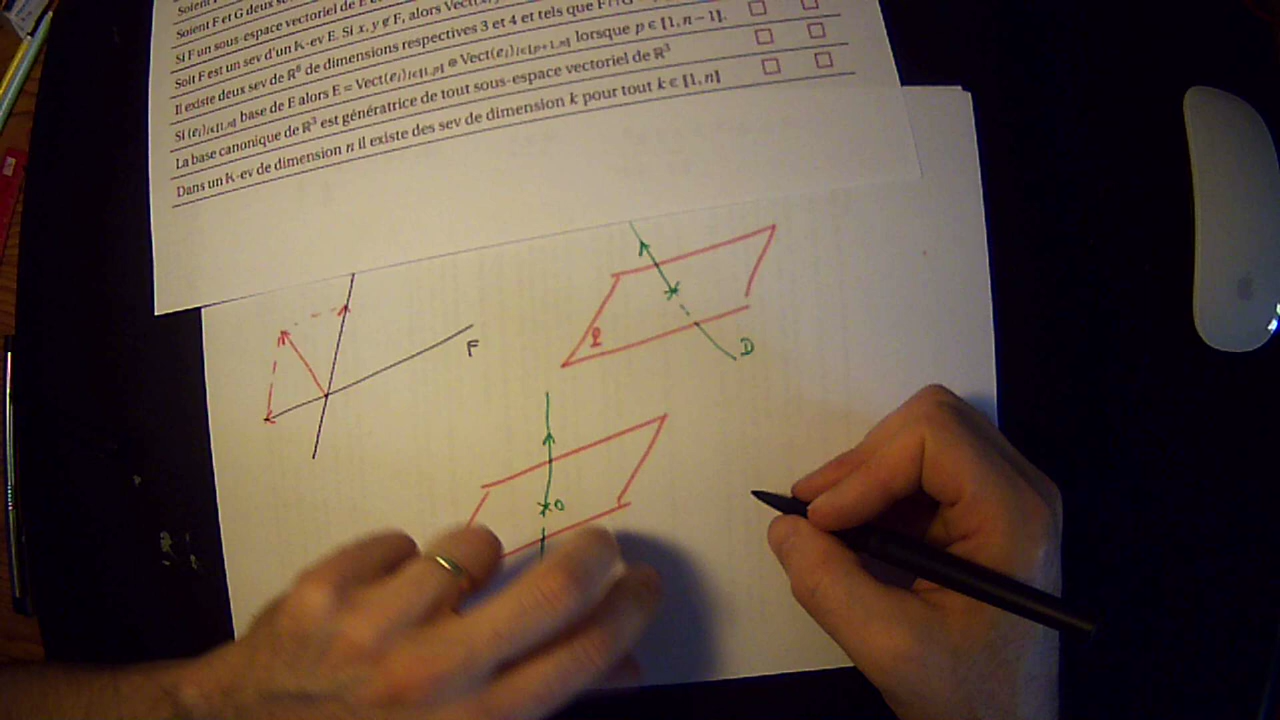 Soient
Soient F et G deux
Si F un sous-espace vectoriel de E
Soit F est un sev d'un K-ev E. Si x, y ∉ F, alors Vect(x,
Il existe deux sev de ℝ⁶ de dimensions respectives 3 et 4 et tels que F∩G
Si (eᵢ)ᵢ∈[1,n] base de E alors E = Vect(eᵢ)ᵢ∈[1,p] ⊕ Vect(eᵢ)ᵢ∈[p+1,n] lorsque p ∈ [1, n − 1].
La base canonique de ℝ³ est génératrice de tout sous-espace vectoriel de ℝ³
Dans un K-ev de dimension n il existe des sev de dimension k pour tout k ∈ [1, n]
F
P
D
O